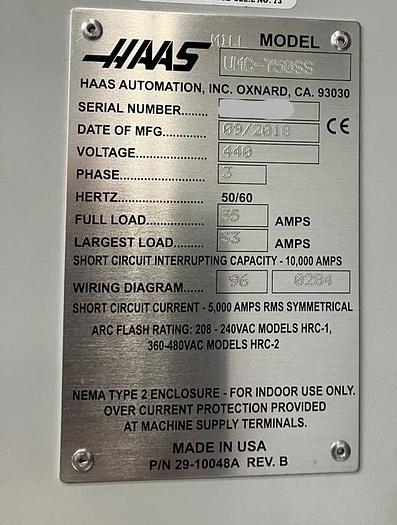 HAAS MILL MODEL
UMC-750SS
HAAS AUTOMATION, INC. OXNARD, CA. 93030
SERIAL NUMBER......
DATE OF MFG........... 09/2018 CE
VOLTAGE................. 440
PHASE..................... 3
HERTZ 50/60
FULL LOAD............. 35 AMPS
LARGEST LOAD....... 33 AMPS
SHORT CIRCUIT INTERRUPTING CAPACITY - 10,000 AMPS
WIRING DIAGRAM...... 96 0284
SHORT CIRCUIT CURRENT - 5,000 AMPS RMS SYMMETRICAL
ARC FLASH RATING: 208 - 240VAC MODELS HRC-1,
360-480VAC MODELS HRC-2
NEMA TYPE 2 ENCLOSURE - FOR INDOOR USE ONLY.
OVER CURRENT PROTECTION PROVIDED
AT MACHINE SUPPLY TERMINALS.
MADE IN USA
P/N 29-10048A REV. B